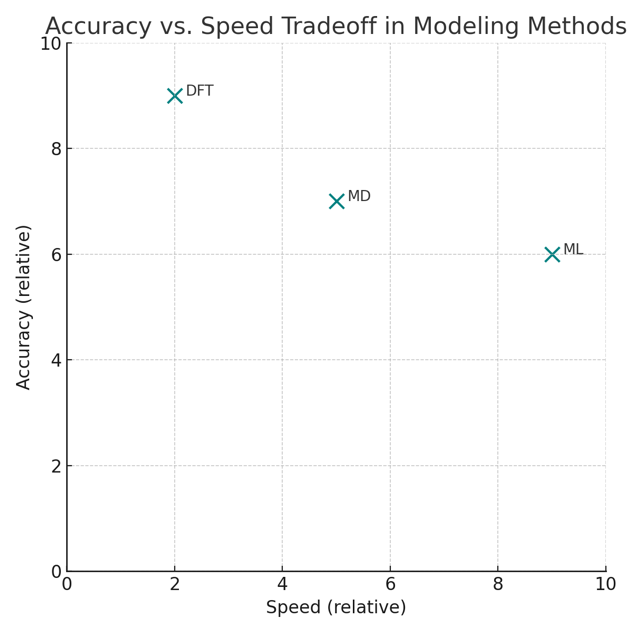 Accuracy vs. Speed Tradeoff in Modeling Methods
10
8
6
4
2
0
Accuracy (relative)
DFT
MD
ML
0 2 4 6 8 10
Speed (relative)